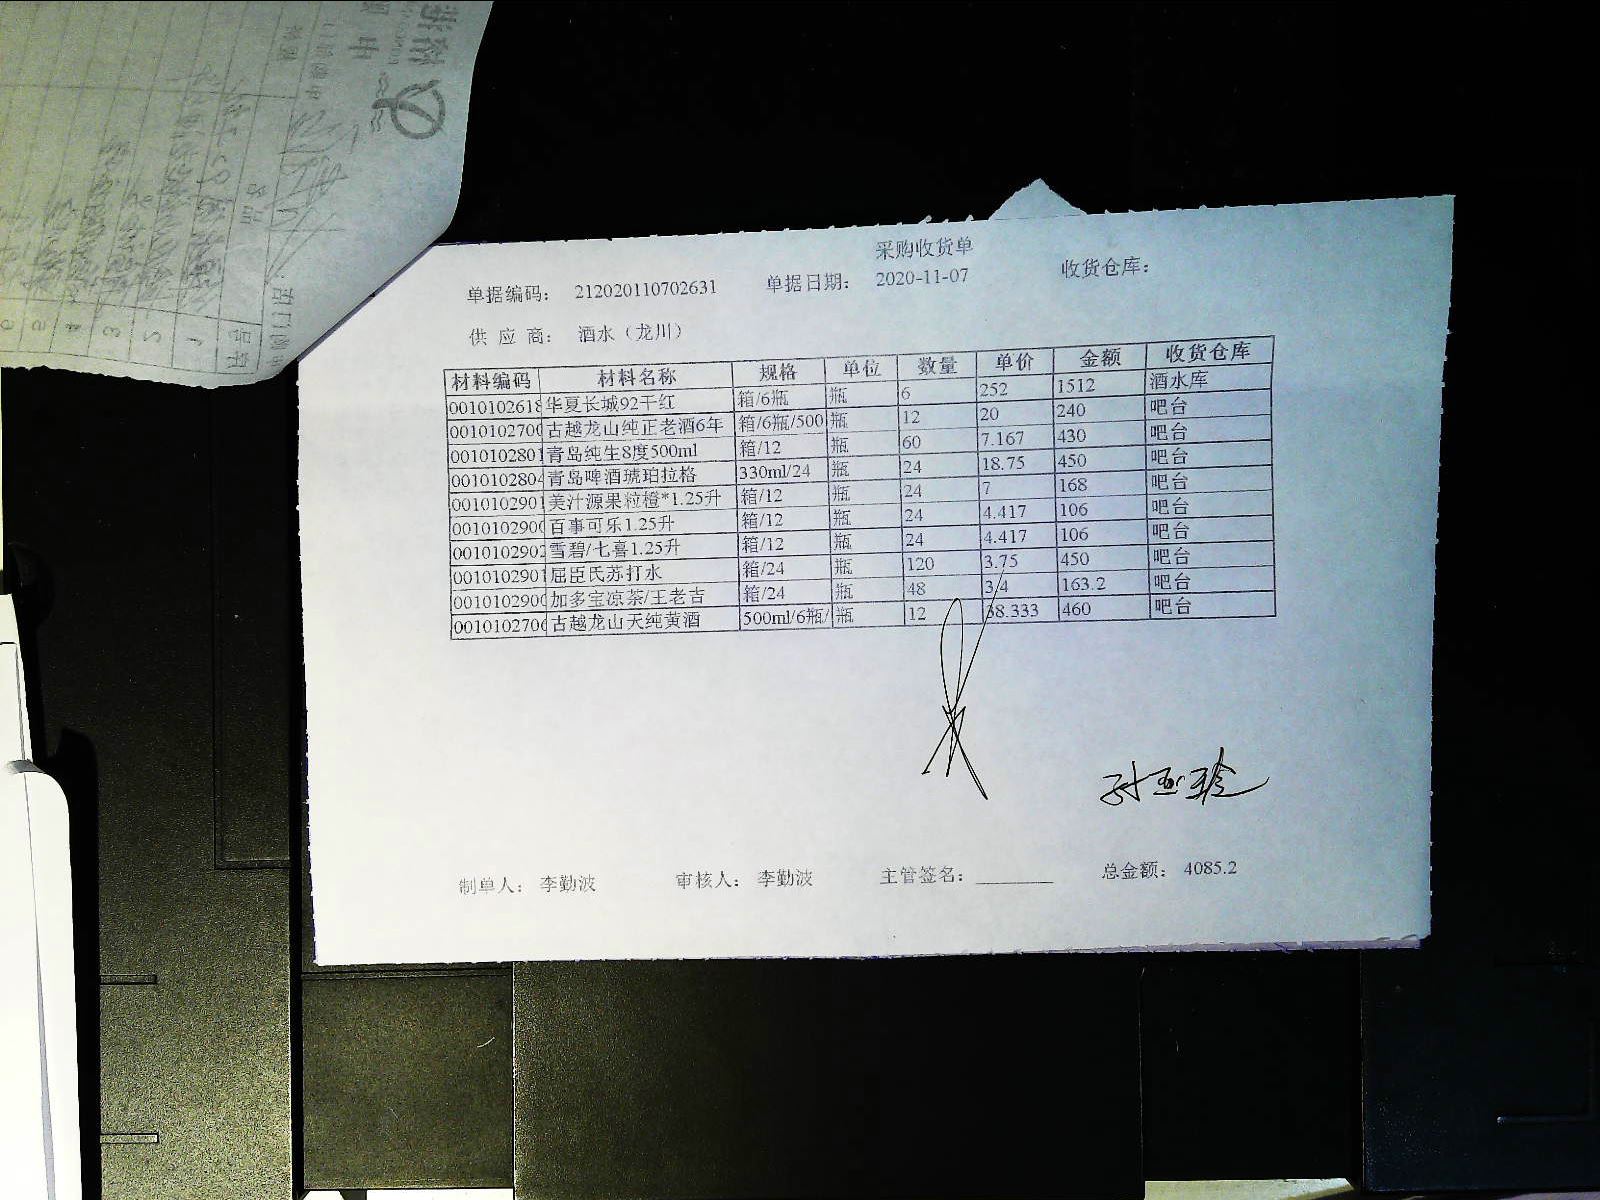 采购收货单
单据编码: 212020110702631 单据日期: 2020-11-07 收货仓库:
供 应 商: 酒水（龙川）
材料编码 材料名称 规格 单位 数量 单价 金额 收货仓库
0010102618 华夏长城92干红 箱/6瓶 瓶 6 252 1512 酒水库
001010270 古越龙山纯正老酒6年 箱/6瓶/500 瓶 12 20 240 吧台
001010280 青岛纯生8度500ml 箱/12 瓶 60 7.167 430 吧台
001010280 青岛啤酒琥珀拉格 330ml/24 瓶 24 18.75 450 吧台
001010290 美汁源果粒橙*1.25升 箱/12 瓶 24 7 168 吧台
001010290 百事可乐1.25升 箱/12 瓶 24 4.417 106 吧台
001010290 雪碧/七喜1.25升 箱/12 瓶 24 4.417 106 吧台
001010290 屈臣氏苏打水 箱/24 瓶 120 3.75 450 吧台
001010290 加多宝凉茶/王老吉 箱/24 瓶 48 3.4 163.2 吧台
001010270 古越龙山天纯黄酒 500ml/6瓶/ 瓶 12 38.333 460 吧台
孙亚玲
制单人: 李勤波 审核人: 李勤波 主管签名: 总金额: 4085.2